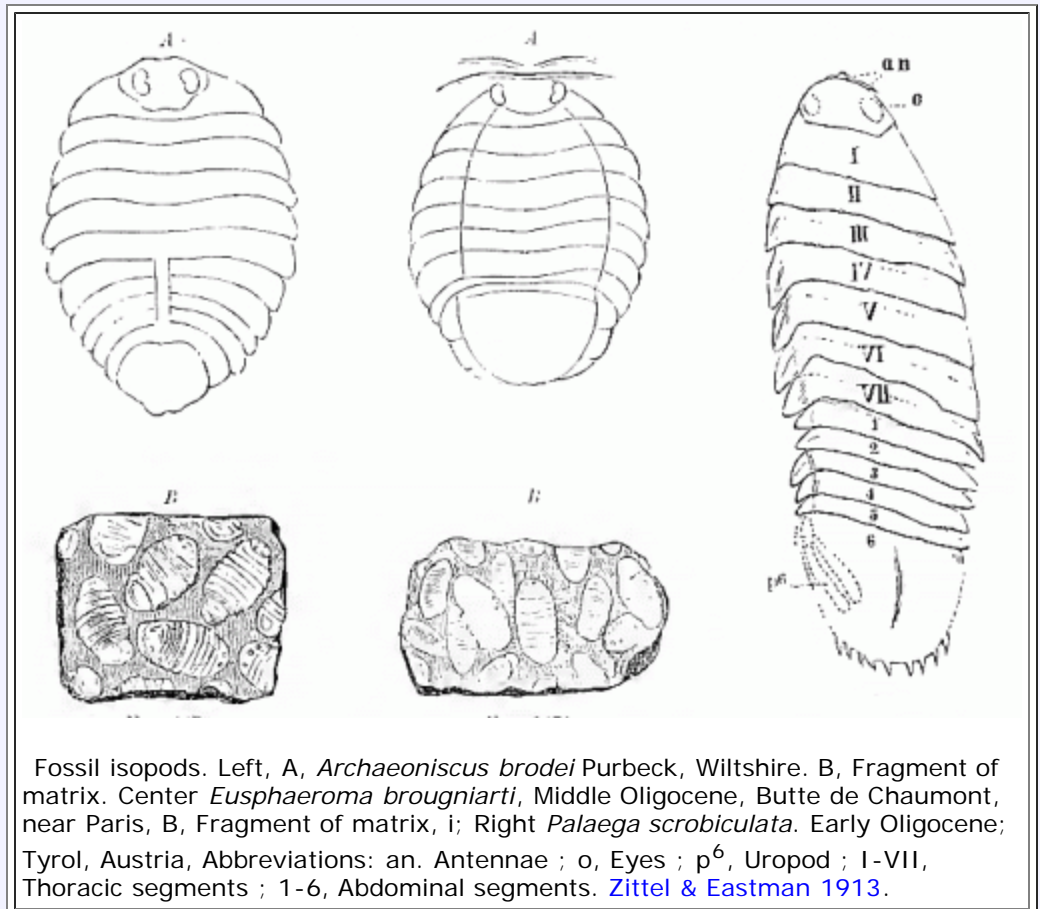 A
A
an
o
I
II
III
IV
V
VI
VII
1
2
3
4
5
6
B
B
p6
Fossil isopods. Left, A, Archaeoniscus brodei Purbeck, Wiltshire. B, Fragment of
matrix. Center Eusphaeroma brougniarti, Middle Oligocene, Butte de Chaumont,
near Paris, B, Fragment of matrix, i; Right Palaega scrobiculata. Early Oligocene;
Tyrol, Austria, Abbreviations: an. Antennae ; o, Eyes ; p⁶, Uropod ; I-VII,
Thoracic segments ; 1-6, Abdominal segments. Zittel & Eastman 1913.